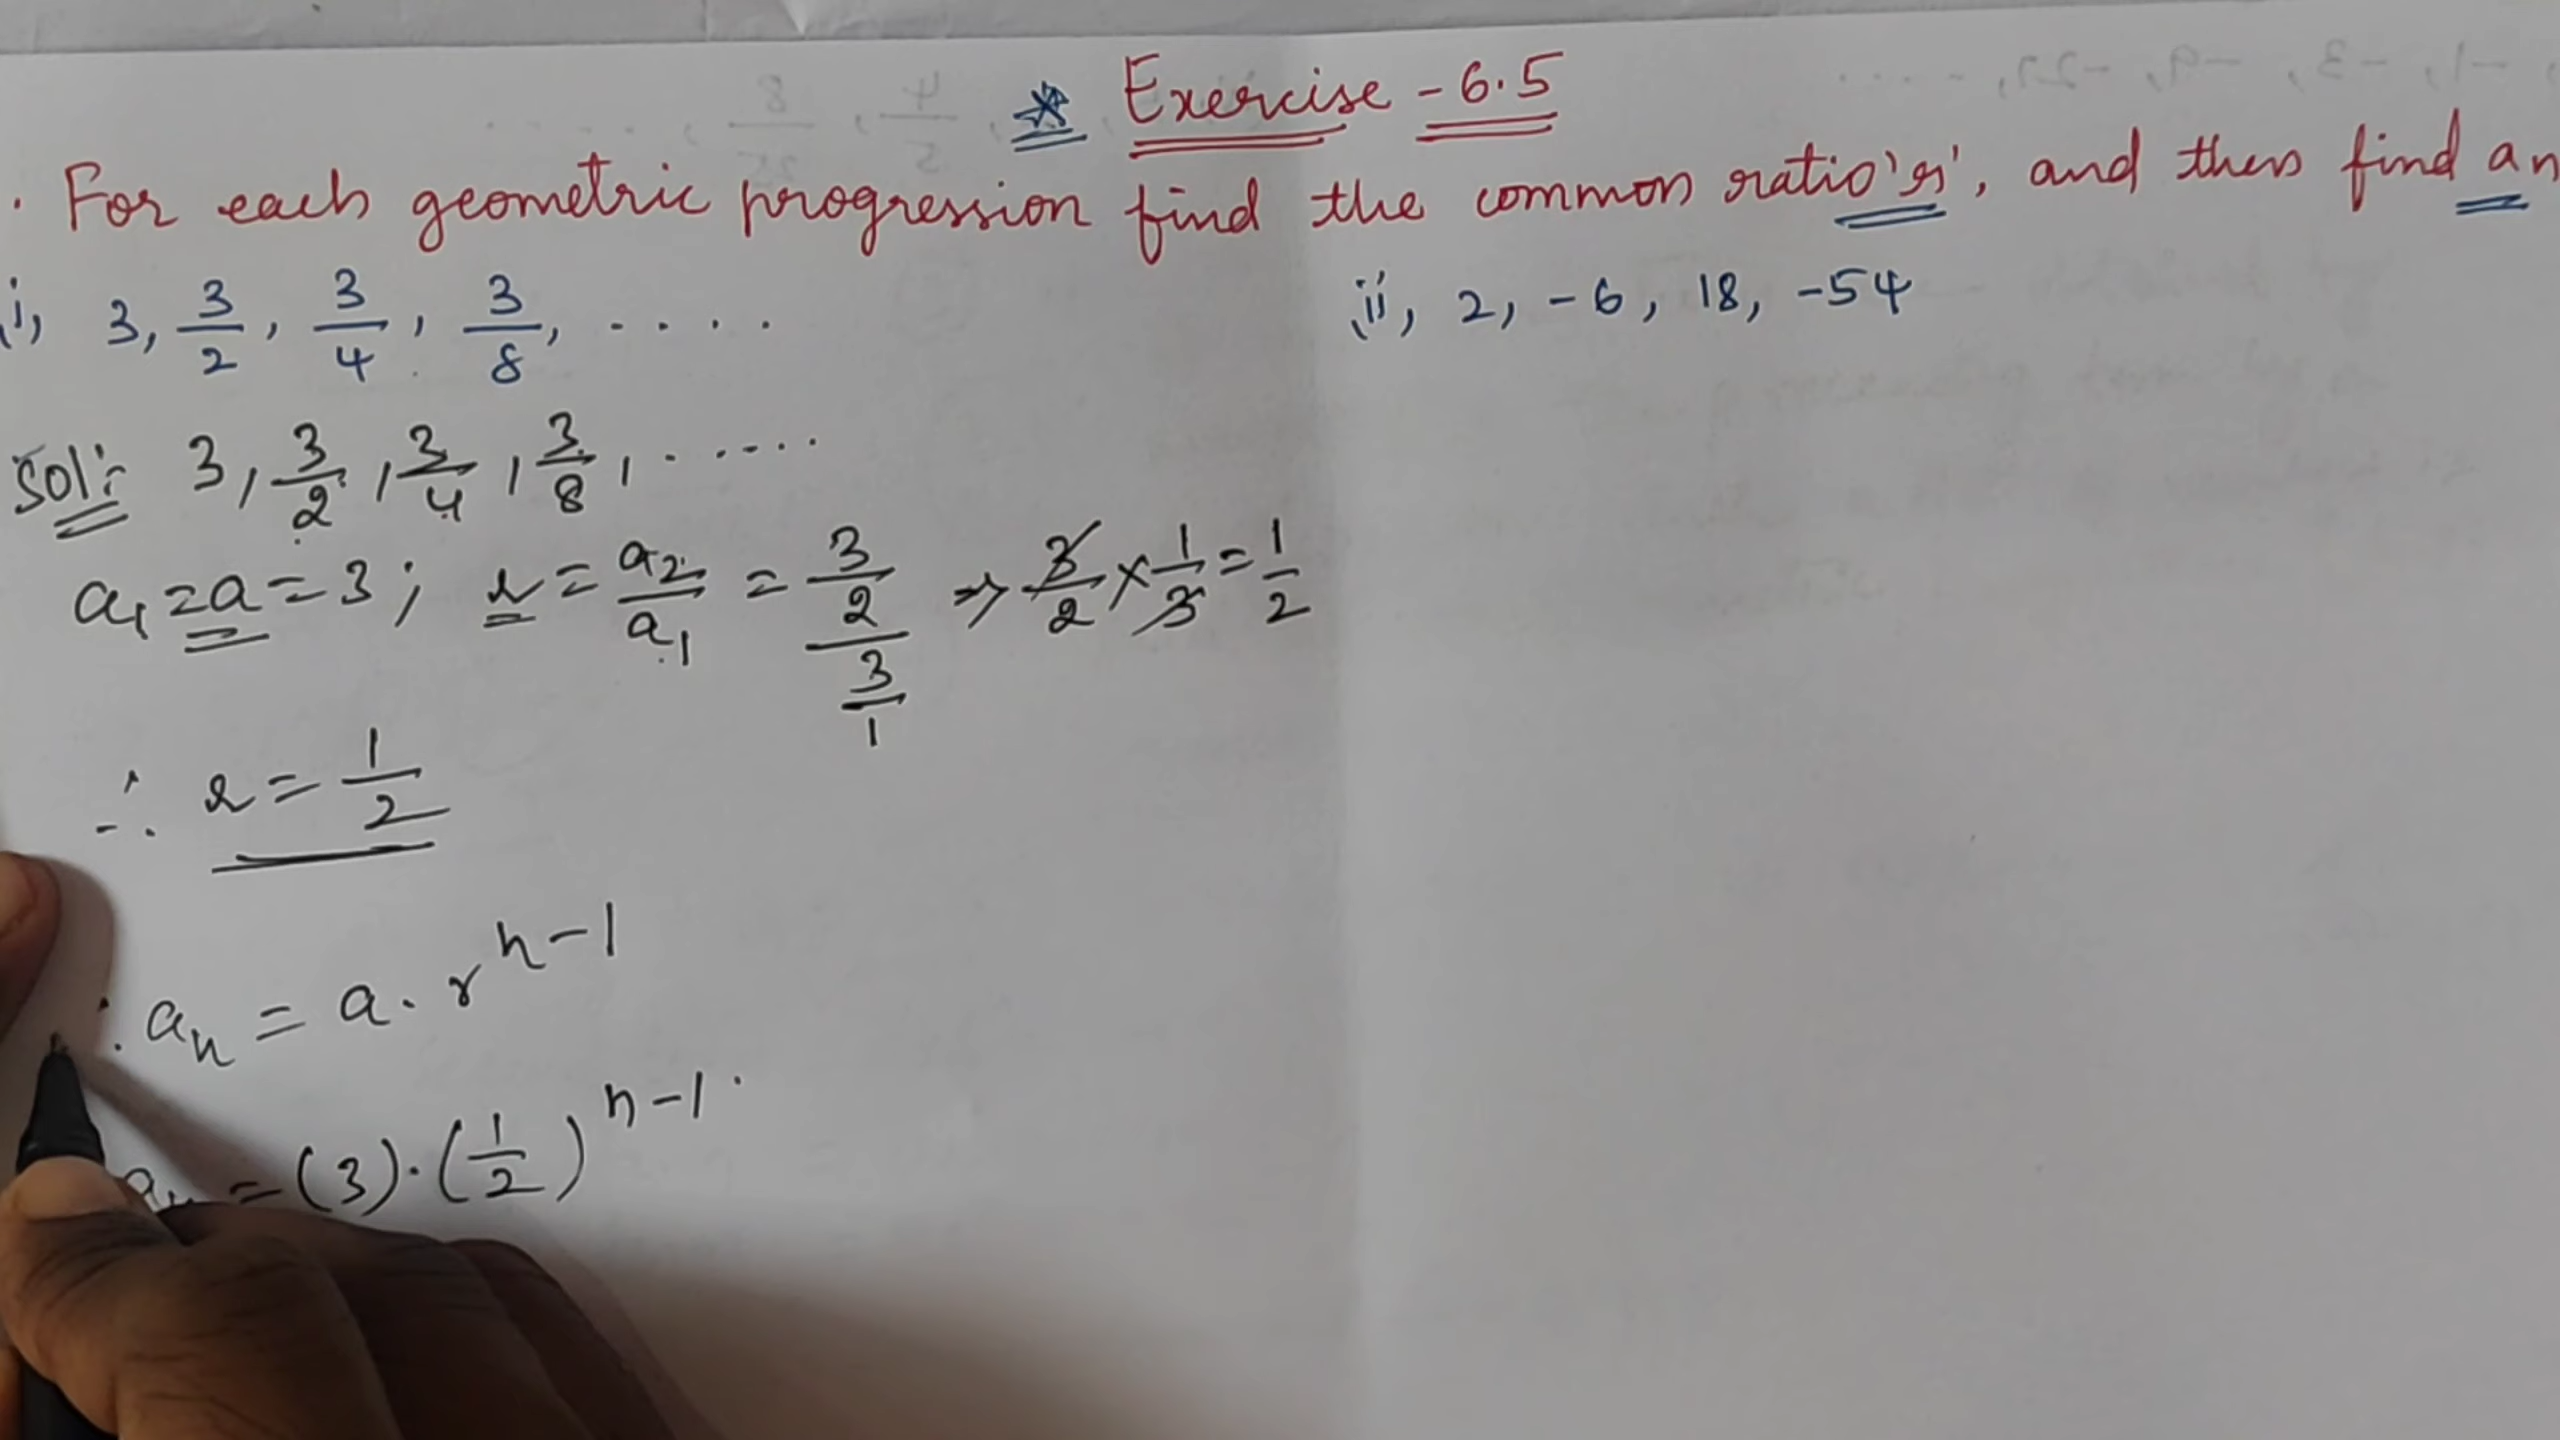 * Exercise - 6.5
. For each geometric progression find the common ratio 'r', and then find an
(i, 3, 3/2, 3/4, 3/8, ....
(ii, 2, -6, 18, -54
Sol: 3, 3/2, 3/4, 3/8, ......
a₁ = a = 3; r = a₂/a₁ = (3/2)/(3/1) ⇒ 3/2 × 1/3 = 1/2
∴ r = 1/2
∴ aₙ = a · r^(n-1)
aₙ = (3) · (1/2)^(n-1)